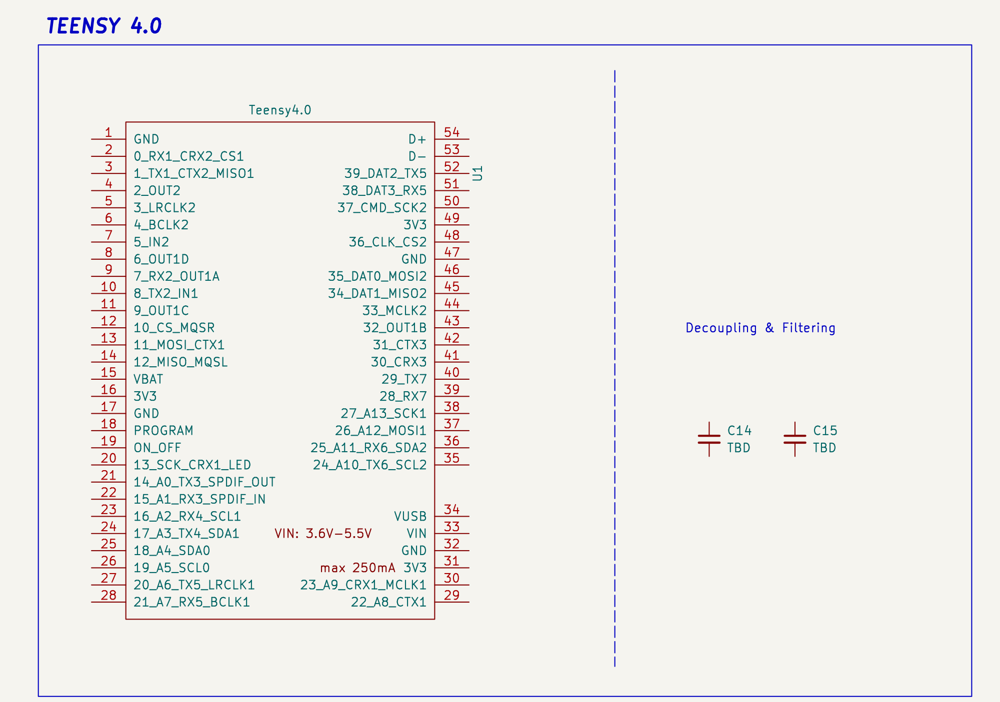 TEENSY 4.0
Teensy4.0
U1
1 GND
2 0_RX1_CRX2_CS1
3 1_TX1_CTX2_MISO1
4 2_OUT2
5 3_LRCLK2
6 4_BCLK2
7 5_IN2
8 6_OUT1D
9 7_RX2_OUT1A
10 8_TX2_IN1
11 9_OUT1C
12 10_CS_MQSR
13 11_MOSI_CTX1
14 12_MISO_MQSL
15 VBAT
16 3V3
17 GND
18 PROGRAM
19 ON_OFF
20 13_SCK_CRX1_LED
21 14_A0_TX3_SPDIF_OUT
22 15_A1_RX3_SPDIF_IN
23 16_A2_RX4_SCL1
24 17_A3_TX4_SDA1
25 18_A4_SDA0
26 19_A5_SCL0
27 20_A6_TX5_LRCLK1
28 21_A7_RX5_BCLK1
D+ 54
D- 53
39_DAT2_TX5 52
38_DAT3_RX5 51
37_CMD_SCK2 50
3V3 49
36_CLK_CS2 48
GND 47
35_DAT0_MOSI2 46
34_DAT1_MISO2 45
33_MCLK2 44
32_OUT1B 43
31_CTX3 42
30_CRX3 41
29_TX7 40
28_RX7 39
27_A13_SCK1 38
26_A12_MOSI1 37
25_A11_RX6_SDA2 36
24_A10_TX6_SCL2 35
VUSB 34
VIN: 3.6V-5.5V VIN 33
GND 32
max 250mA 3V3 31
23_A9_CRX1_MCLK1 30
22_A8_CTX1 29
Decoupling & Filtering
C14
TBD
C15
TBD